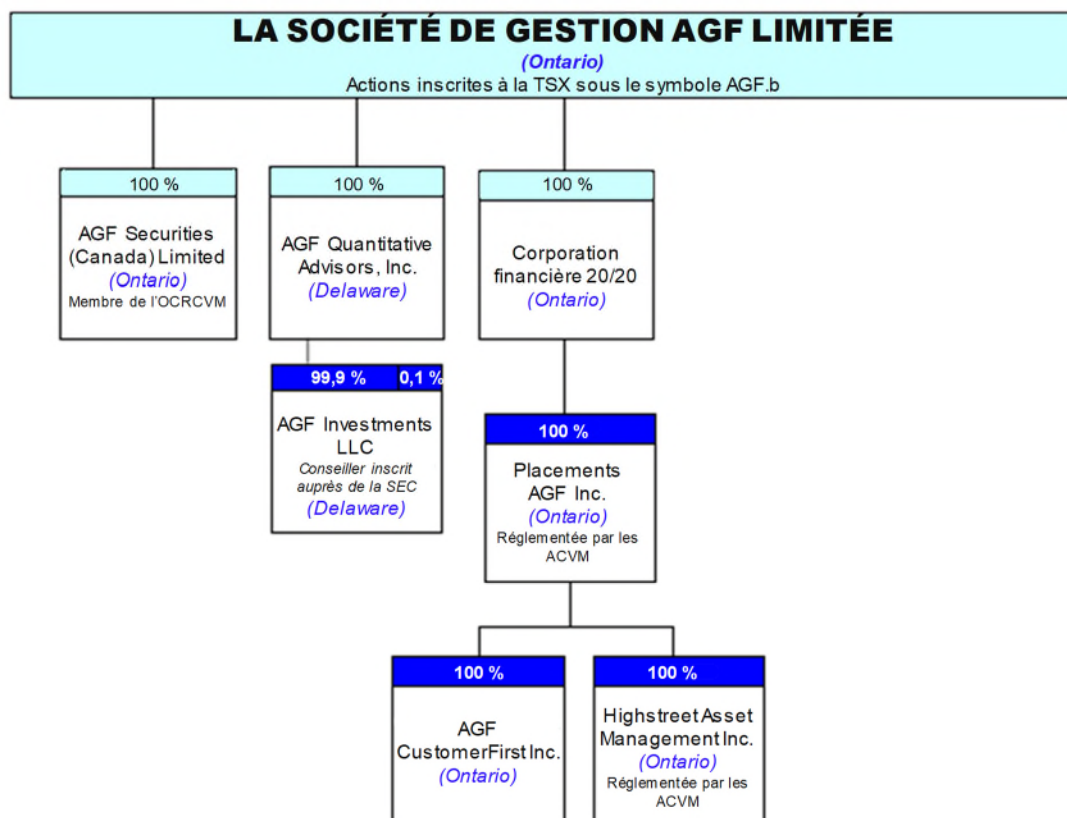 LA SOCIÉTÉ DE GESTION AGF LIMITÉE
(Ontario)
Actions inscrites à la TSX sous le symbole AGF.b
100 %
AGF Securities
(Canada) Limited
(Ontario)
Membre de l'OCRCVM
100 %
AGF Quantitative
Advisors, Inc.
(Delaware)
100 %
Corporation
financière 20/20
(Ontario)
99,9 % 0,1 %
AGF Investments
LLC
Conseiller inscrit
auprès de la SEC
(Delaware)
100 %
Placements
AGF Inc.
(Ontario)
Réglementée par les
ACVM
100 %
AGF
CustomerFirst Inc.
(Ontario)
100 %
Highstreet Asset
Management Inc.
(Ontario)
Réglementée par les
ACVM